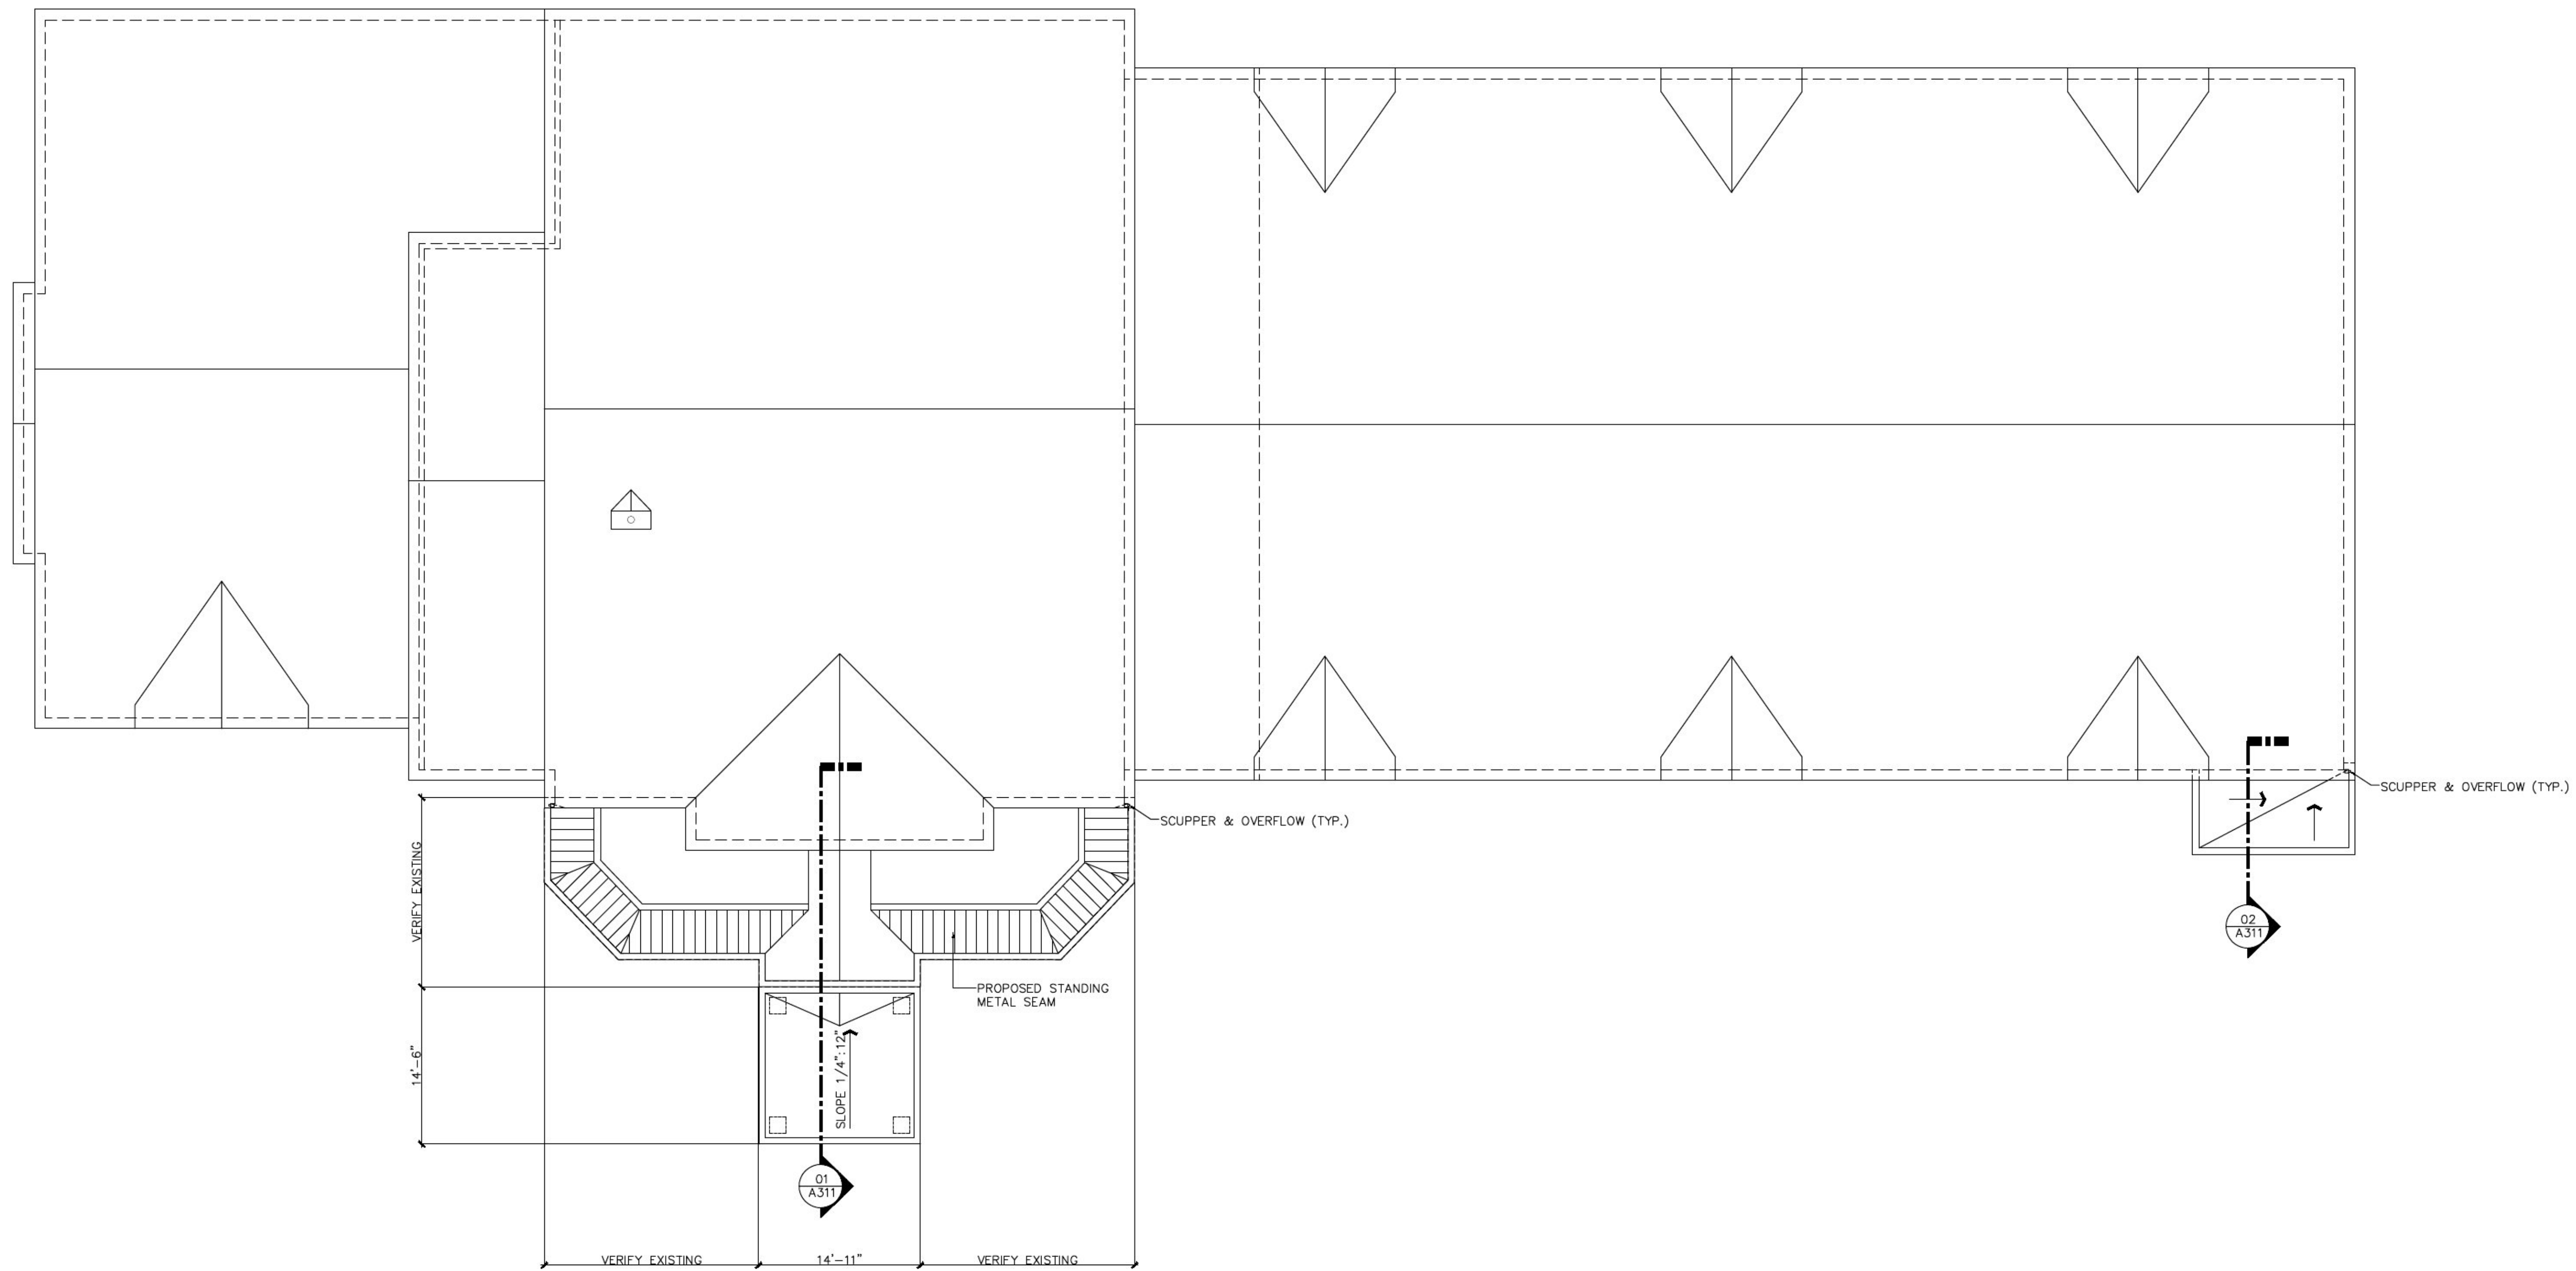 SCUPPER & OVERFLOW (TYP.)
SCUPPER & OVERFLOW (TYP.)
VERIFY EXISTING
02
A311
PROPOSED STANDING
METAL SEAM
14'-6"
SLOPE 1/4":12"
01
A311
VERIFY EXISTING
14'-11"
VERIFY EXISTING